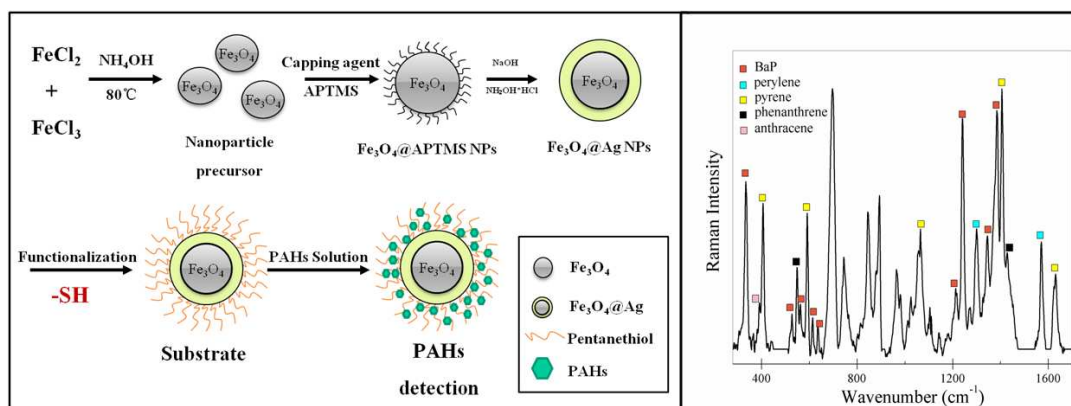 FeCl₂
+
FeCl₃
NH₄OH
80℃
Fe₃O₄
Fe₃O₄
Fe₃O₄
Nanoparticle
precursor
Capping agent
APTMS
Fe₃O₄
Fe₃O₄@APTMS NPs
NaOH
NH₂OH*HCl
Fe₃O₄
Fe₃O₄@Ag NPs
Functionalization
-SH
Fe₃O₄
Substrate
PAHs Solution
Fe₃O₄
PAHs
detection
Fe₃O₄
Fe₃O₄@Ag
Pentanethiol
PAHs
BaP
perylene
pyrene
phenanthrene
anthracene
Raman Intensity
400 800 1200 1600
Wavenumber (cm⁻¹)